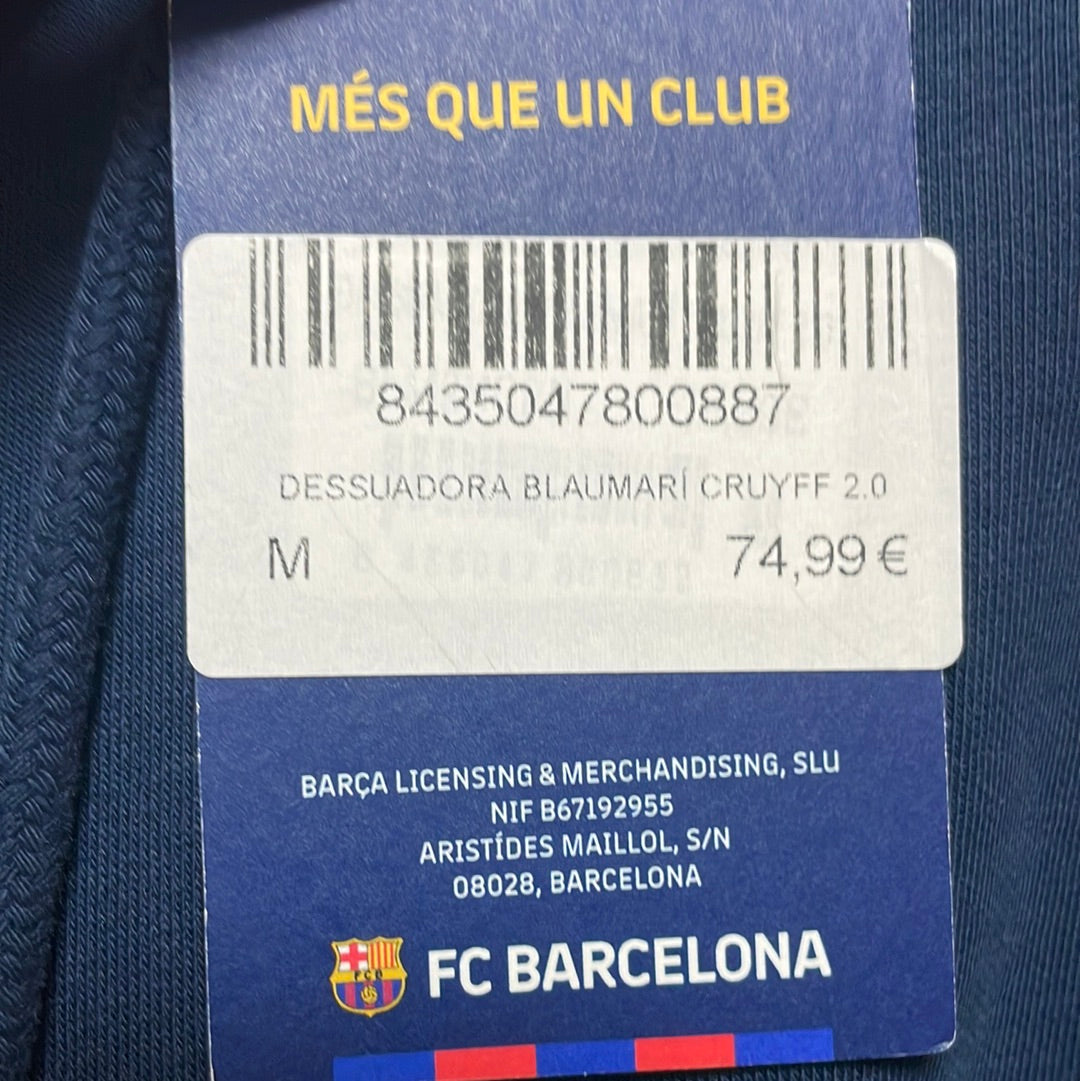 MÉS QUE UN CLUB
8435047800887
DESSUADORA BLAUMARÍ CRUYFF 2.0
M 74,99 €
BARÇA LICENSING & MERCHANDISING, SLU
NIF B67192955
ARISTÍDES MAILLOL, S/N
08028, BARCELONA
FCB
FC BARCELONA